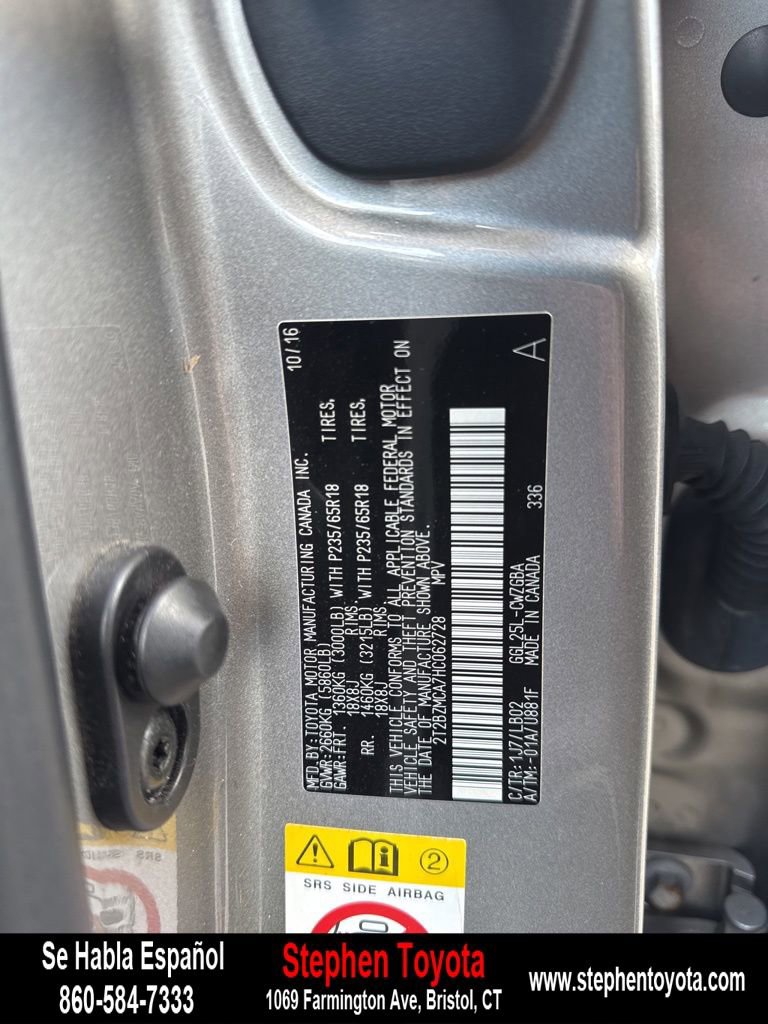 MFD.BY:TOYOTA MOTOR MANUFACTURING CANADA INC. 10/16
GVWR:2660KG (5860LB)
GAWR:FRT. 1360KG (3000LB) WITH P235/65R18 TIRES,
18X8J RIMS.
RR. 1460KG (3215LB) WITH P235/65R18 TIRES,
18X8J RIMS.
THIS VEHICLE CONFORMS TO ALL APPLICABLE FEDERAL MOTOR
VEHICLE SAFETY AND THEFT PREVENTION STANDARDS IN EFFECT ON
THE DATE OF MANUFACTURE SHOWN ABOVE.
2T2BZMCA7HC062728 MPV
C/TR:1J7/LB02 GGL25L-CWZGBA
A/TM:-01A/U881F MADE IN CANADA 336 A
2
SRS SIDE AIRBAG
Se Habla Español
860-584-7333
Stephen Toyota
1069 Farmington Ave, Bristol, CT
www.stephentoyota.com